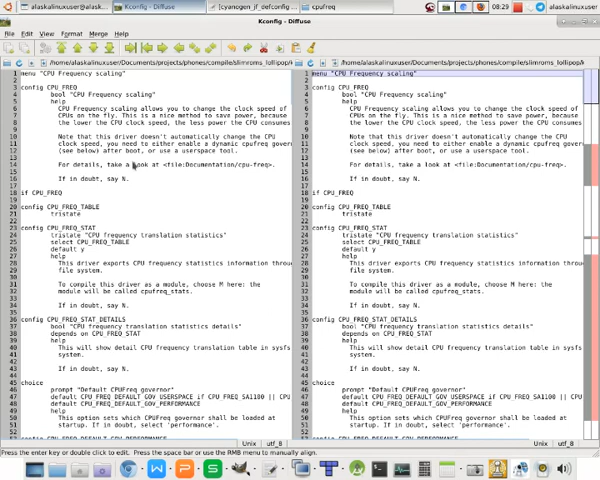 alaskalinuxuser@alask...
Kconfig - Diffuse
[cyanogen_jf_defconfig ...
cpufreq
08:29
alaskalinuxuser
Kconfig - Diffuse
File Edit View Search Format Merge Help
/home/alaskalinuxuser/Documents/projects/phones/compile/slimroms_lollipop/k
/home/alaskalinuxuser/Documents/projects/phones/compile/slimroms_lollipop/k
1 menu "CPU Frequency scaling"
2
3 config CPU_FREQ
4 bool "CPU Frequency scaling"
5 help
6 CPU Frequency scaling allows you to change the clock speed of
7 CPUs on the fly. This is a nice method to save power, because
8 the lower the CPU clock speed, the less power the CPU consumes
9
10 Note that this driver doesn't automatically change the CPU
11 clock speed, you need to either enable a dynamic cpufreq gover
12 (see below) after boot, or use a userspace tool.
13
14 For details, take a look at <file:Documentation/cpu-freq>.
15
16 If in doubt, say N.
17
18 if CPU_FREQ
19
20 config CPU_FREQ_TABLE
21 tristate
22
23 config CPU_FREQ_STAT
24 tristate "CPU frequency translation statistics"
25 select CPU_FREQ_TABLE
26 default y
27 help
28 This driver exports CPU frequency statistics information throu
29 file system.
30
31 To compile this driver as a module, choose M here: the
32 module will be called cpufreq_stats.
33
34 If in doubt, say N.
35
36 config CPU_FREQ_STAT_DETAILS
37 bool "CPU frequency translation statistics details"
38 depends on CPU_FREQ_STAT
39 help
40 This will show detail CPU frequency translation table in sysfs
41 system.
42
43 If in doubt, say N.
44
45 choice
46 prompt "Default CPUFreq governor"
47 default CPU_FREQ_DEFAULT_GOV_USERSPACE if CPU_FREQ_SA1100 || CPU
48 default CPU_FREQ_DEFAULT_GOV_PERFORMANCE
49 help
50 This option sets which CPUFreq governor shall be loaded at
51 startup. If in doubt, select 'performance'.
52
1 menu "CPU Frequency scaling"
2
3 config CPU_FREQ
4 bool "CPU Frequency scaling"
5 help
6 CPU Frequency scaling allows you to change the clock speed of
7 CPUs on the fly. This is a nice method to save power, because
8 the lower the CPU clock speed, the less power the CPU consumes
9
10 Note that this driver doesn't automatically change the CPU
11 clock speed, you need to either enable a dynamic cpufreq gover
12 (see below) after boot, or use a userspace tool.
13
14 For details, take a look at <file:Documentation/cpu-freq>.
15
16 If in doubt, say N.
17
18 if CPU_FREQ
19
20 config CPU_FREQ_TABLE
21 tristate
22
23 config CPU_FREQ_STAT
24 tristate "CPU frequency translation statistics"
25 select CPU_FREQ_TABLE
26 default y
27 help
28 This driver exports CPU frequency statistics information throu
29 file system.
30
31 To compile this driver as a module, choose M here: the
32 module will be called cpufreq_stats.
33
34 If in doubt, say N.
35
36 config CPU_FREQ_STAT_DETAILS
37 bool "CPU frequency translation statistics details"
38 depends on CPU_FREQ_STAT
39 help
40 This will show detail CPU frequency translation table in sysfs
41 system.
42
43 If in doubt, say N.
44
45 choice
46 prompt "Default CPUFreq governor"
47 default CPU_FREQ_DEFAULT_GOV_USERSPACE if CPU_FREQ_SA1100 || CPU
48 default CPU_FREQ_DEFAULT_GOV_PERFORMANCE
49 help
50 This option sets which CPUFreq governor shall be loaded at
51 startup. If in doubt, select 'performance'.
52
Unix utf_8
Unix utf_8
Press the enter key or double click to edit. Press the space bar or use the RMB menu to manually align.